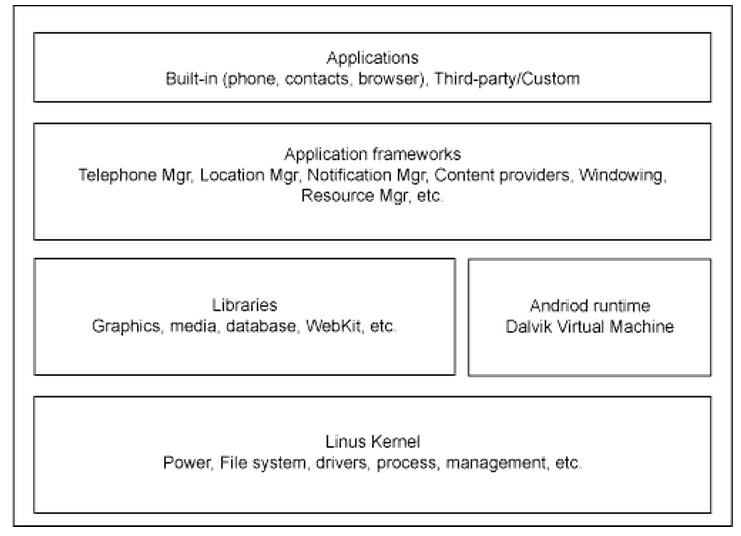 Applications
Built-in (phone, contacts, browser), Third-party/Custom
Application frameworks
Telephone Mgr, Location Mgr, Notification Mgr, Content providers, Windowing,
Resource Mgr, etc.
Libraries
Graphics, media, database, WebKit, etc.
Andriod runtime
Dalvik Virtual Machine
Linus Kernel
Power, File system, drivers, process, management, etc.